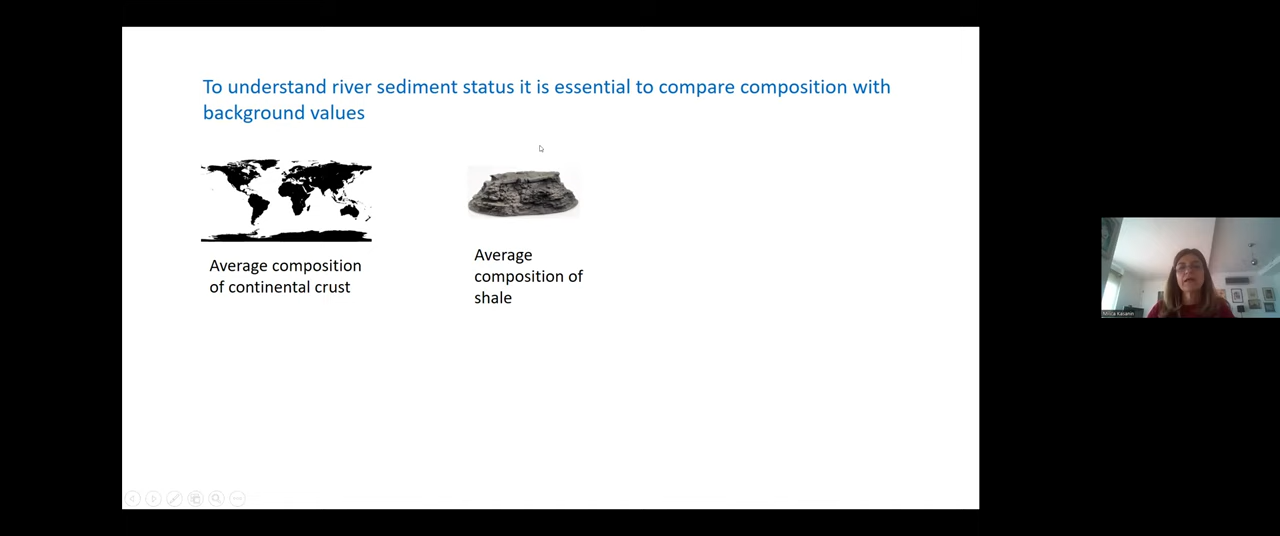 To understand river sediment status it is essential to compare composition with
background values
Average composition
of continental crust
Average
composition of
shale